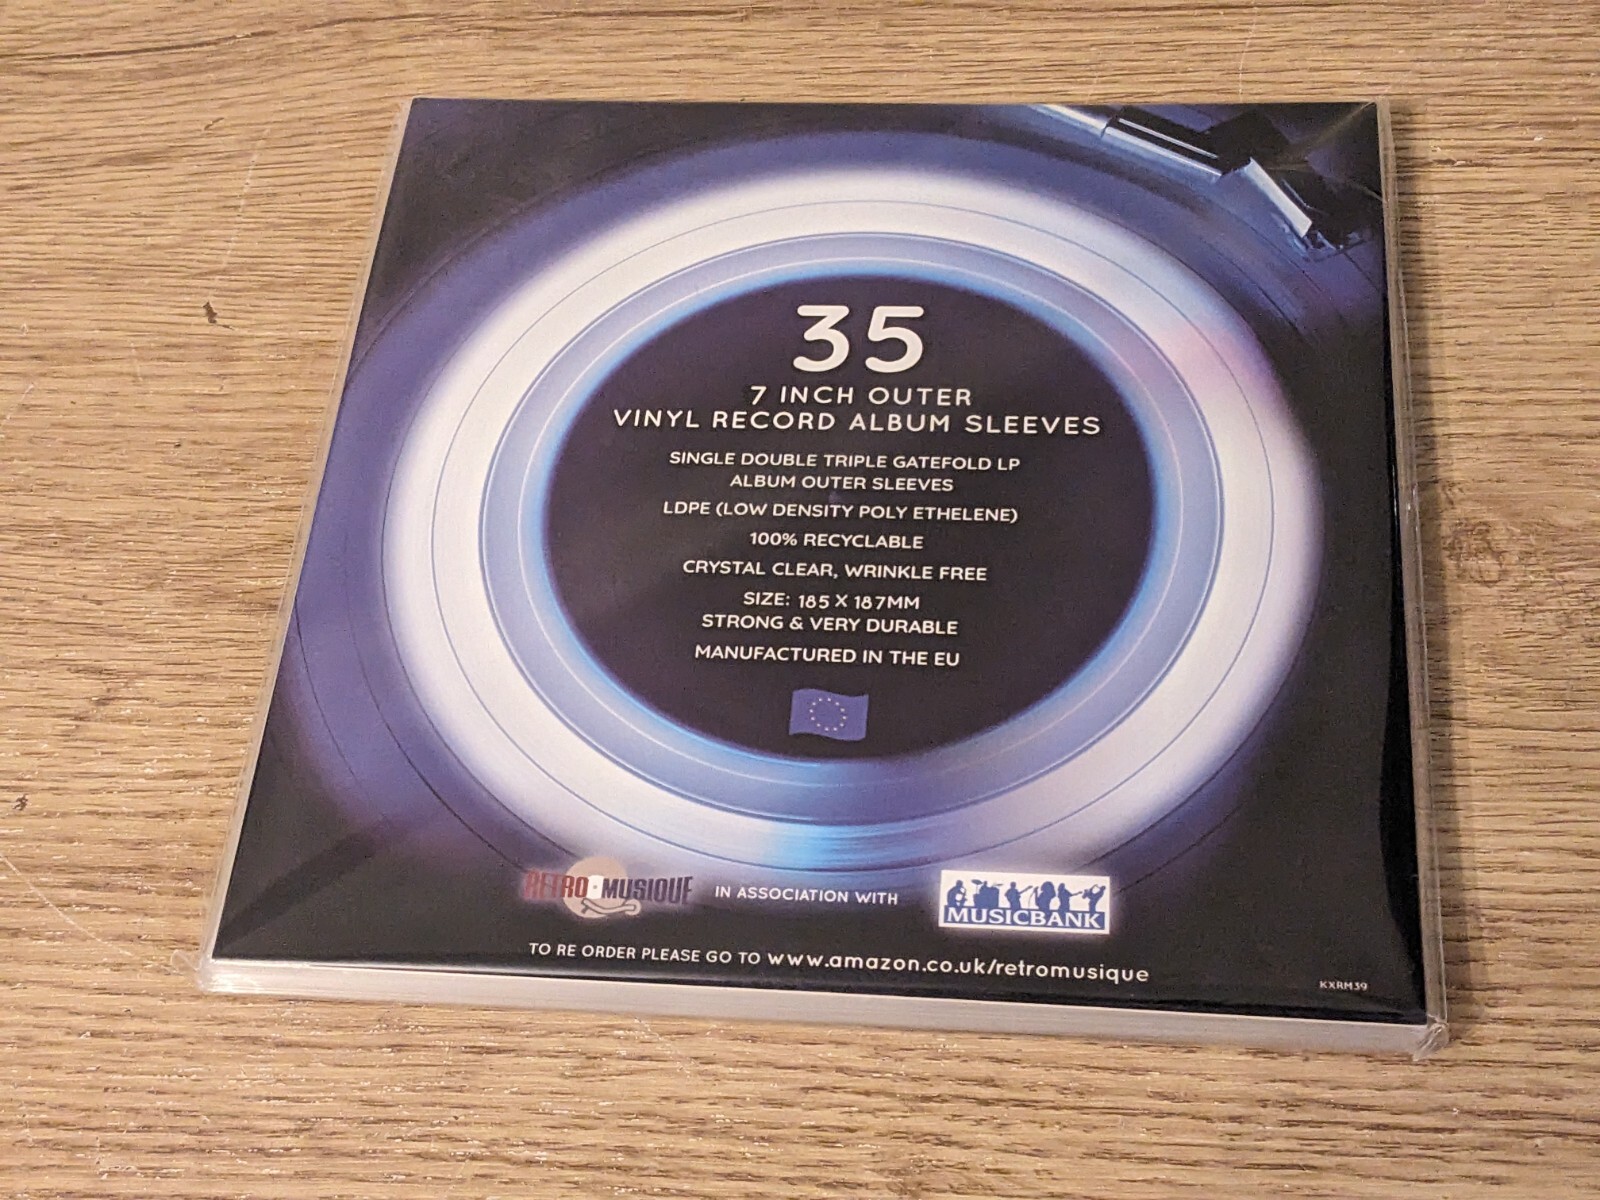 35
7 INCH OUTER
VINYL RECORD ALBUM SLEEVES
SINGLE DOUBLE TRIPLE GATEFOLD LP
ALBUM OUTER SLEEVES
LDPE (LOW DENSITY POLY ETHELENE)
100% RECYCLABLE
CRYSTAL CLEAR, WRINKLE FREE
SIZE: 185 X 187MM
STRONG & VERY DURABLE
MANUFACTURED IN THE EU
RETRO MUSIQUE IN ASSOCIATION WITH MUSICBANK
TO RE ORDER PLEASE GO TO www.amazon.co.uk/retromusique
KXRM39